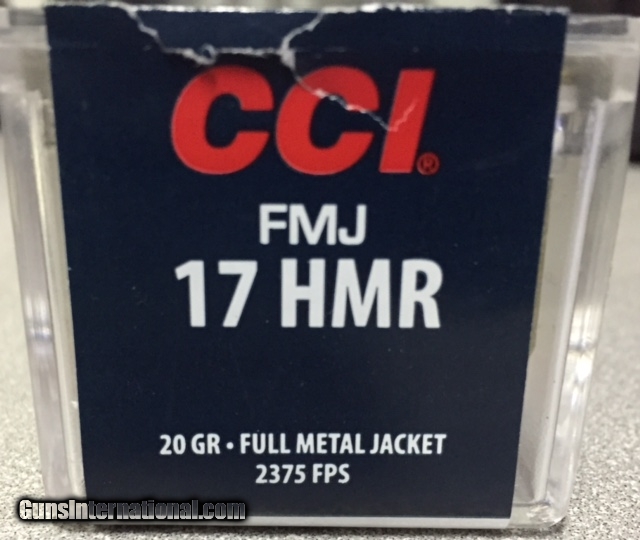 CCI®
FMJ
17 HMR
20 GR • FULL METAL JACKET
2375 FPS
GunsInternational.com